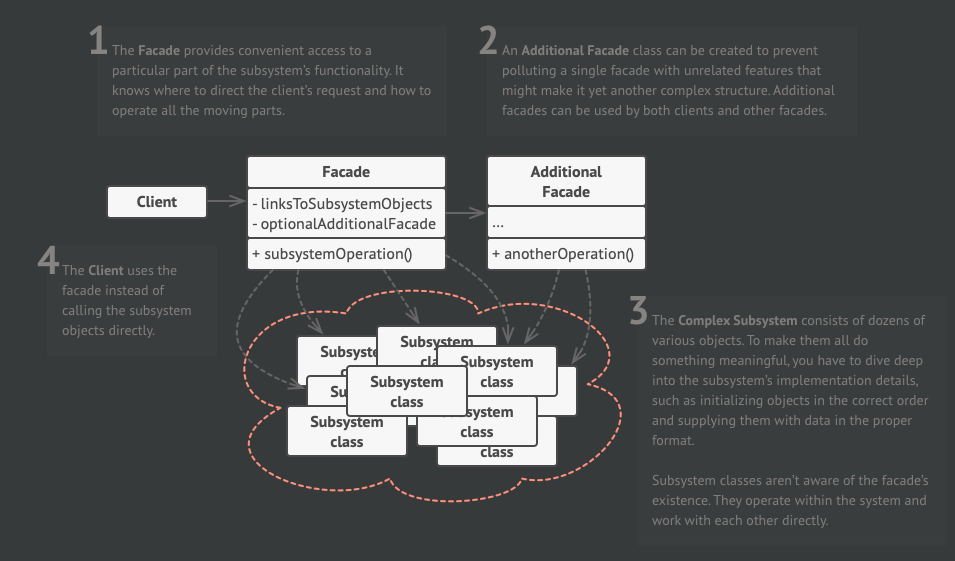 1
The Facade provides convenient access to a
particular part of the subsystem's functionality. It
knows where to direct the client's request and how to
operate all the moving parts.
2
An Additional Facade class can be created to prevent
polluting a single facade with unrelated features that
might make it yet another complex structure. Additional
facades can be used by both clients and other facades.
Client
Facade
- linksToSubsystemObjects
- optionalAdditionalFacade
+ subsystemOperation()
Additional
Facade
...
+ anotherOperation()
4
The Client uses the
facade instead of
calling the subsystem
objects directly.
Subsystem
class
Subsystem
class
Subsystem
class
Subsystem
class
class
3
The Complex Subsystem consists of dozens of
various objects. To make them all do
something meaningful, you have to dive deep
into the subsystem's implementation details,
such as initializing objects in the correct order
and supplying them with data in the proper
format.
Subsystem classes aren't aware of the facade's
existence. They operate within the system and
work with each other directly.